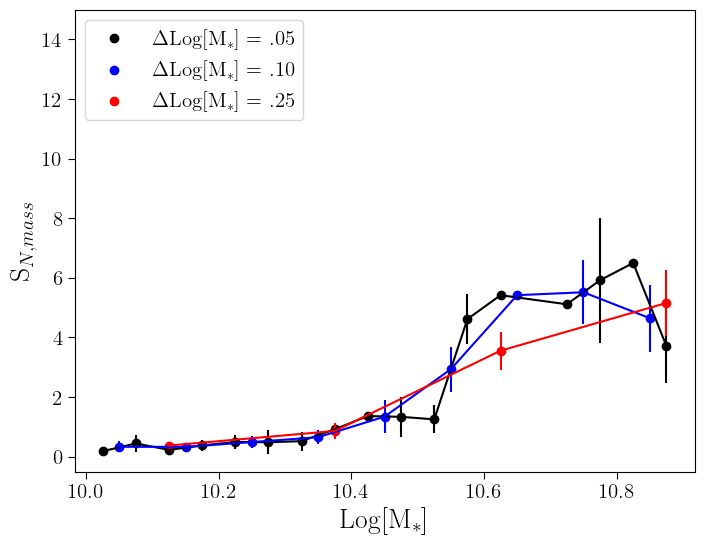 ΔLog[M*] = .05
ΔLog[M*] = .10
ΔLog[M*] = .25
14
12
10
8
6
4
2
0
S_{N,mass}
10.0 10.2 10.4 10.6 10.8
Log[M*]